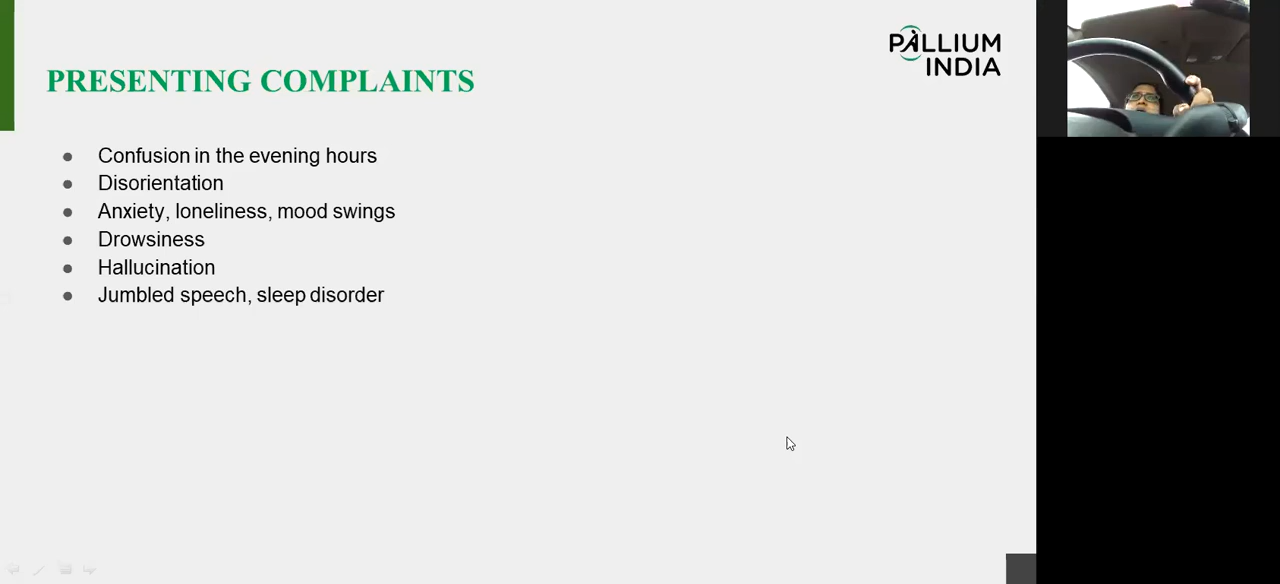 PALLIUM
INDIA
PRESENTING COMPLAINTS
Confusion in the evening hours
Disorientation
Anxiety, loneliness, mood swings
Drowsiness
Hallucination
Jumbled speech, sleep disorder